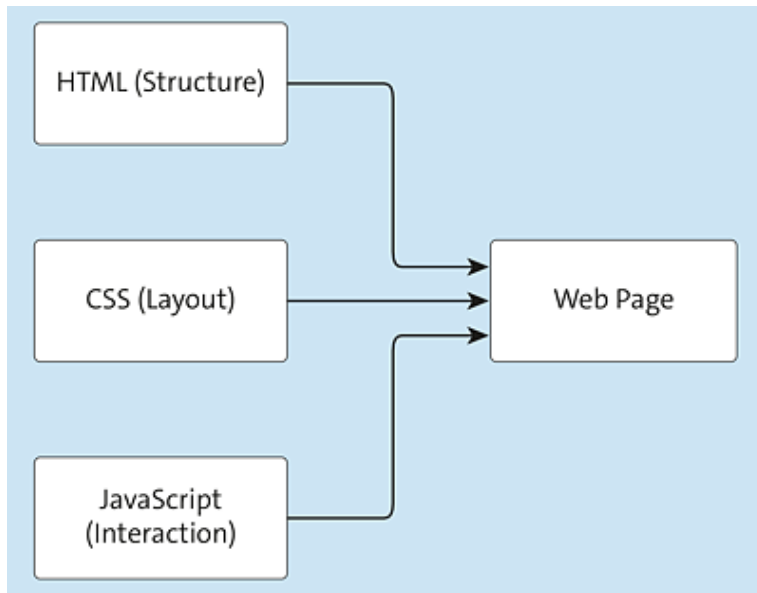 HTML (Structure)
CSS (Layout)
Web Page
JavaScript
(Interaction)